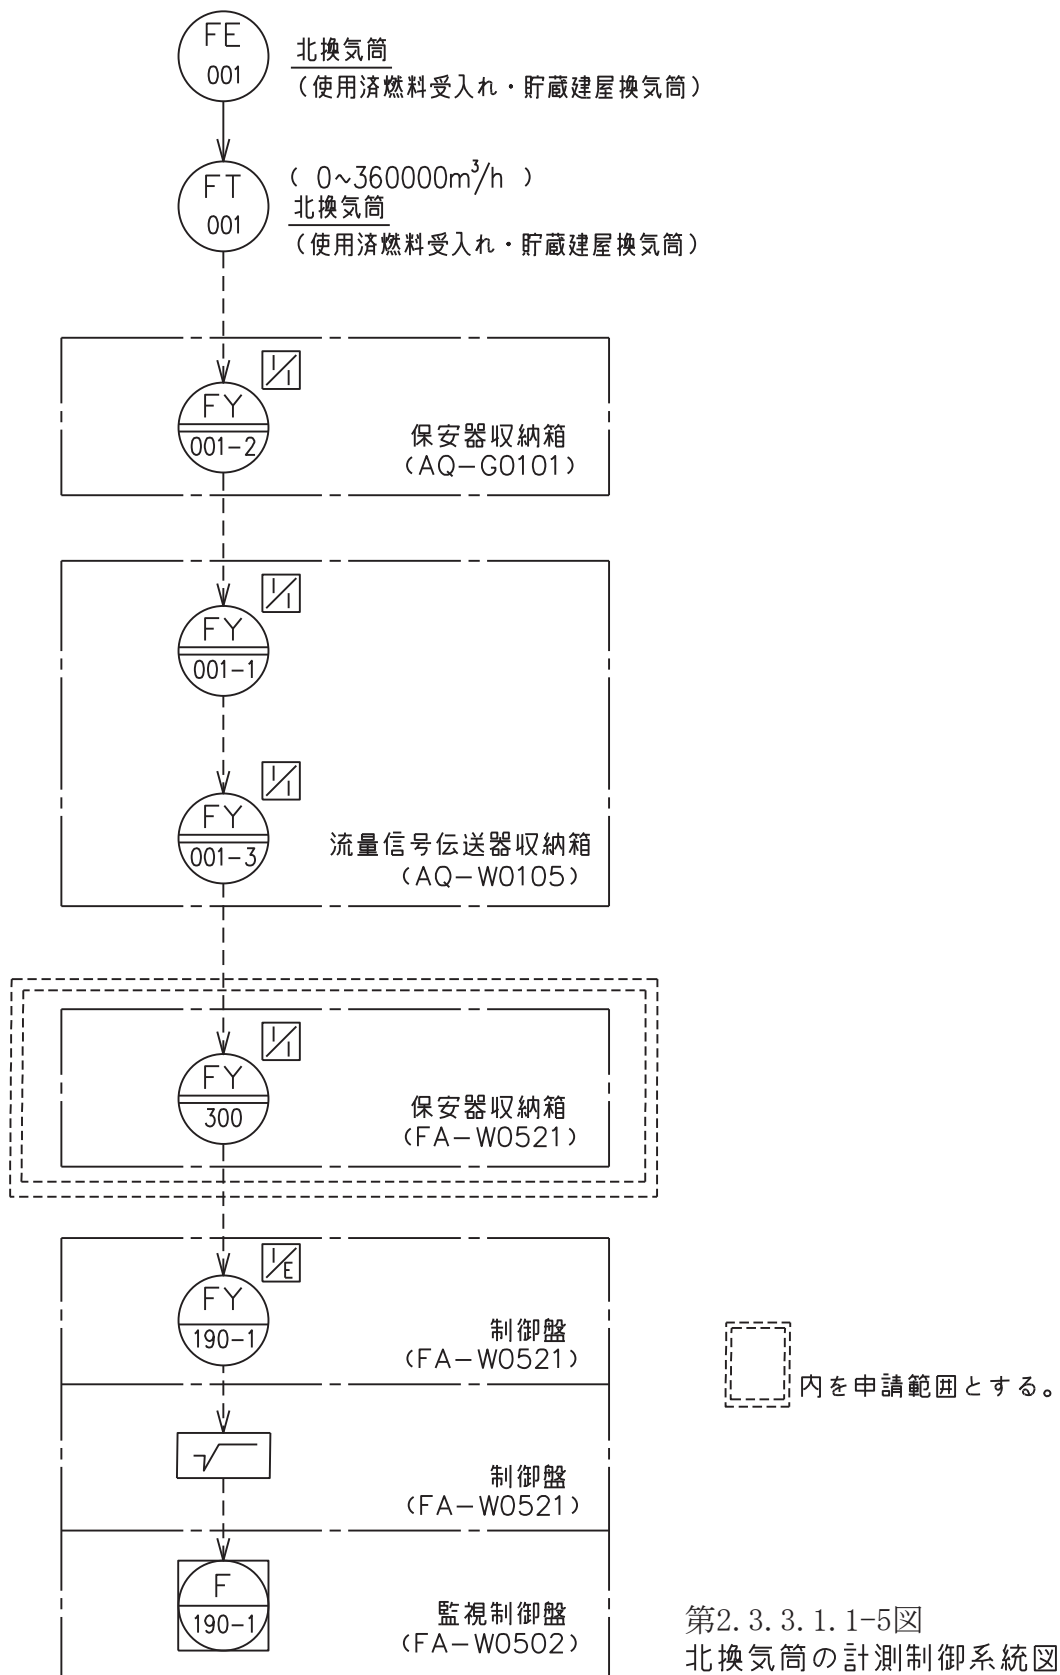 FE
001
北換気筒
(使用済燃料受入れ・貯蔵建屋換気筒)
FT
001
( 0~360000m³/h )
北換気筒
(使用済燃料受入れ・貯蔵建屋換気筒)
I/I
FY
001-2
保安器収納箱
(AQ-G0101)
I/I
FY
001-1
I/I
FY
001-3
流量信号伝送器収納箱
(AQ-W0105)
I/I
FY
300
保安器収納箱
(FA-W0521)
I/E
FY
190-1
制御盤
(FA-W0521)
内を申請範囲とする。
√
制御盤
(FA-W0521)
F
190-1
監視制御盤
(FA-W0502)
第2.3.3.1.1-5図
北換気筒の計測制御系統図